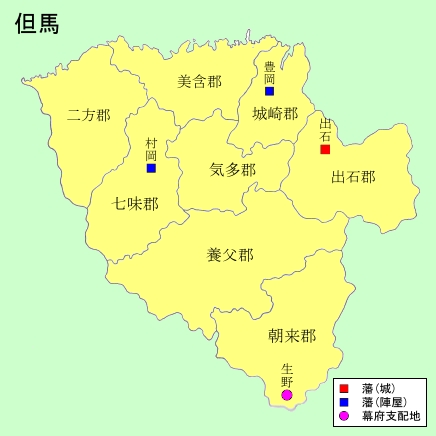 但馬
美含郡
豊岡
二方郡
城崎郡
出石
村岡
気多郡
出石郡
七味郡
養父郡
朝来郡
生野
藩（城）
藩（陣屋）
幕府支配地